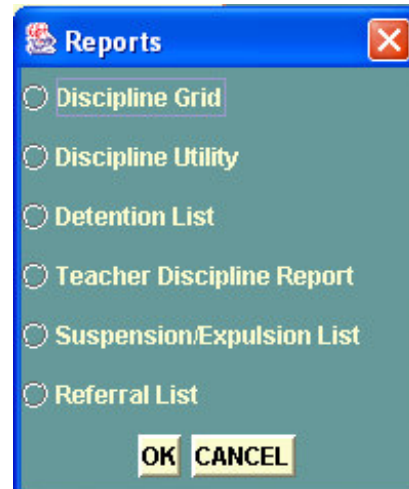 Reports
Discipline Grid
Discipline Utility
Detention List
Teacher Discipline Report
Suspension/Expulsion List
Referral List
OK CANCEL